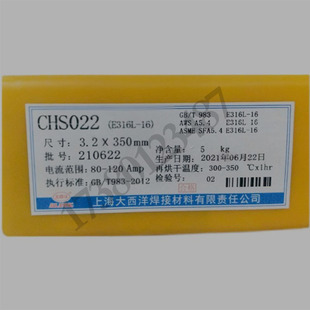 GB/T 983 E316L-16
AWS A5.4 E316L-16
ASME SFA5.4 E316L-16
CHS022 (E316L-16)
尺寸: 3.2×350mm 净含量: 5 kg
批号: 210622 生产日期: 2021年06月22日
电流范围: 80-120 Amp 再烘干温度: 300-350 ℃x1hr
执行标准: GB/T983-2012 检验号: 02
上海大西洋焊接材料有限责任公司